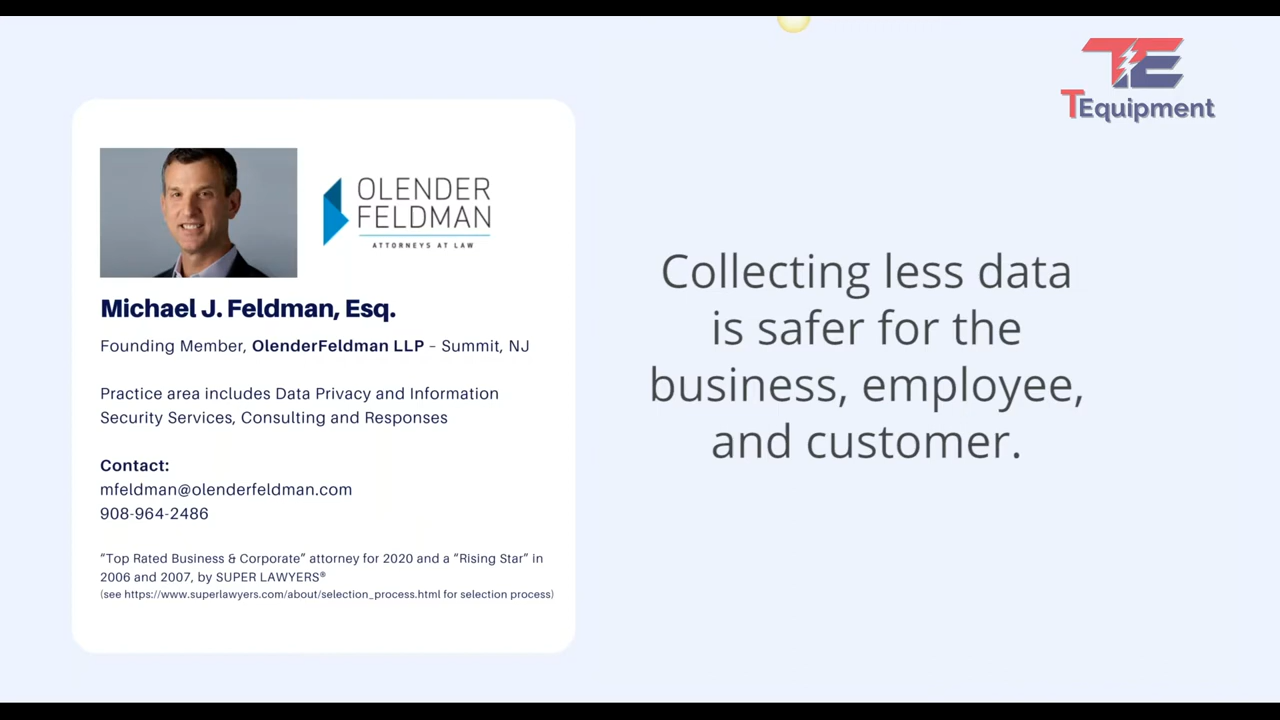 TE
TEquipment
OLENDER
FELDMAN
ATTORNEYS AT LAW
Michael J. Feldman, Esq.
Founding Member, OlenderFeldman LLP – Summit, NJ
Practice area includes Data Privacy and Information
Security Services, Consulting and Responses
Contact:
mfeldman@olenderfeldman.com
908-964-2486
“Top Rated Business & Corporate” attorney for 2020 and a “Rising Star” in
2006 and 2007, by SUPER LAWYERS®
(see https://www.superlawyers.com/about/selection_process.html for selection process)
Collecting less data
is safer for the
business, employee,
and customer.